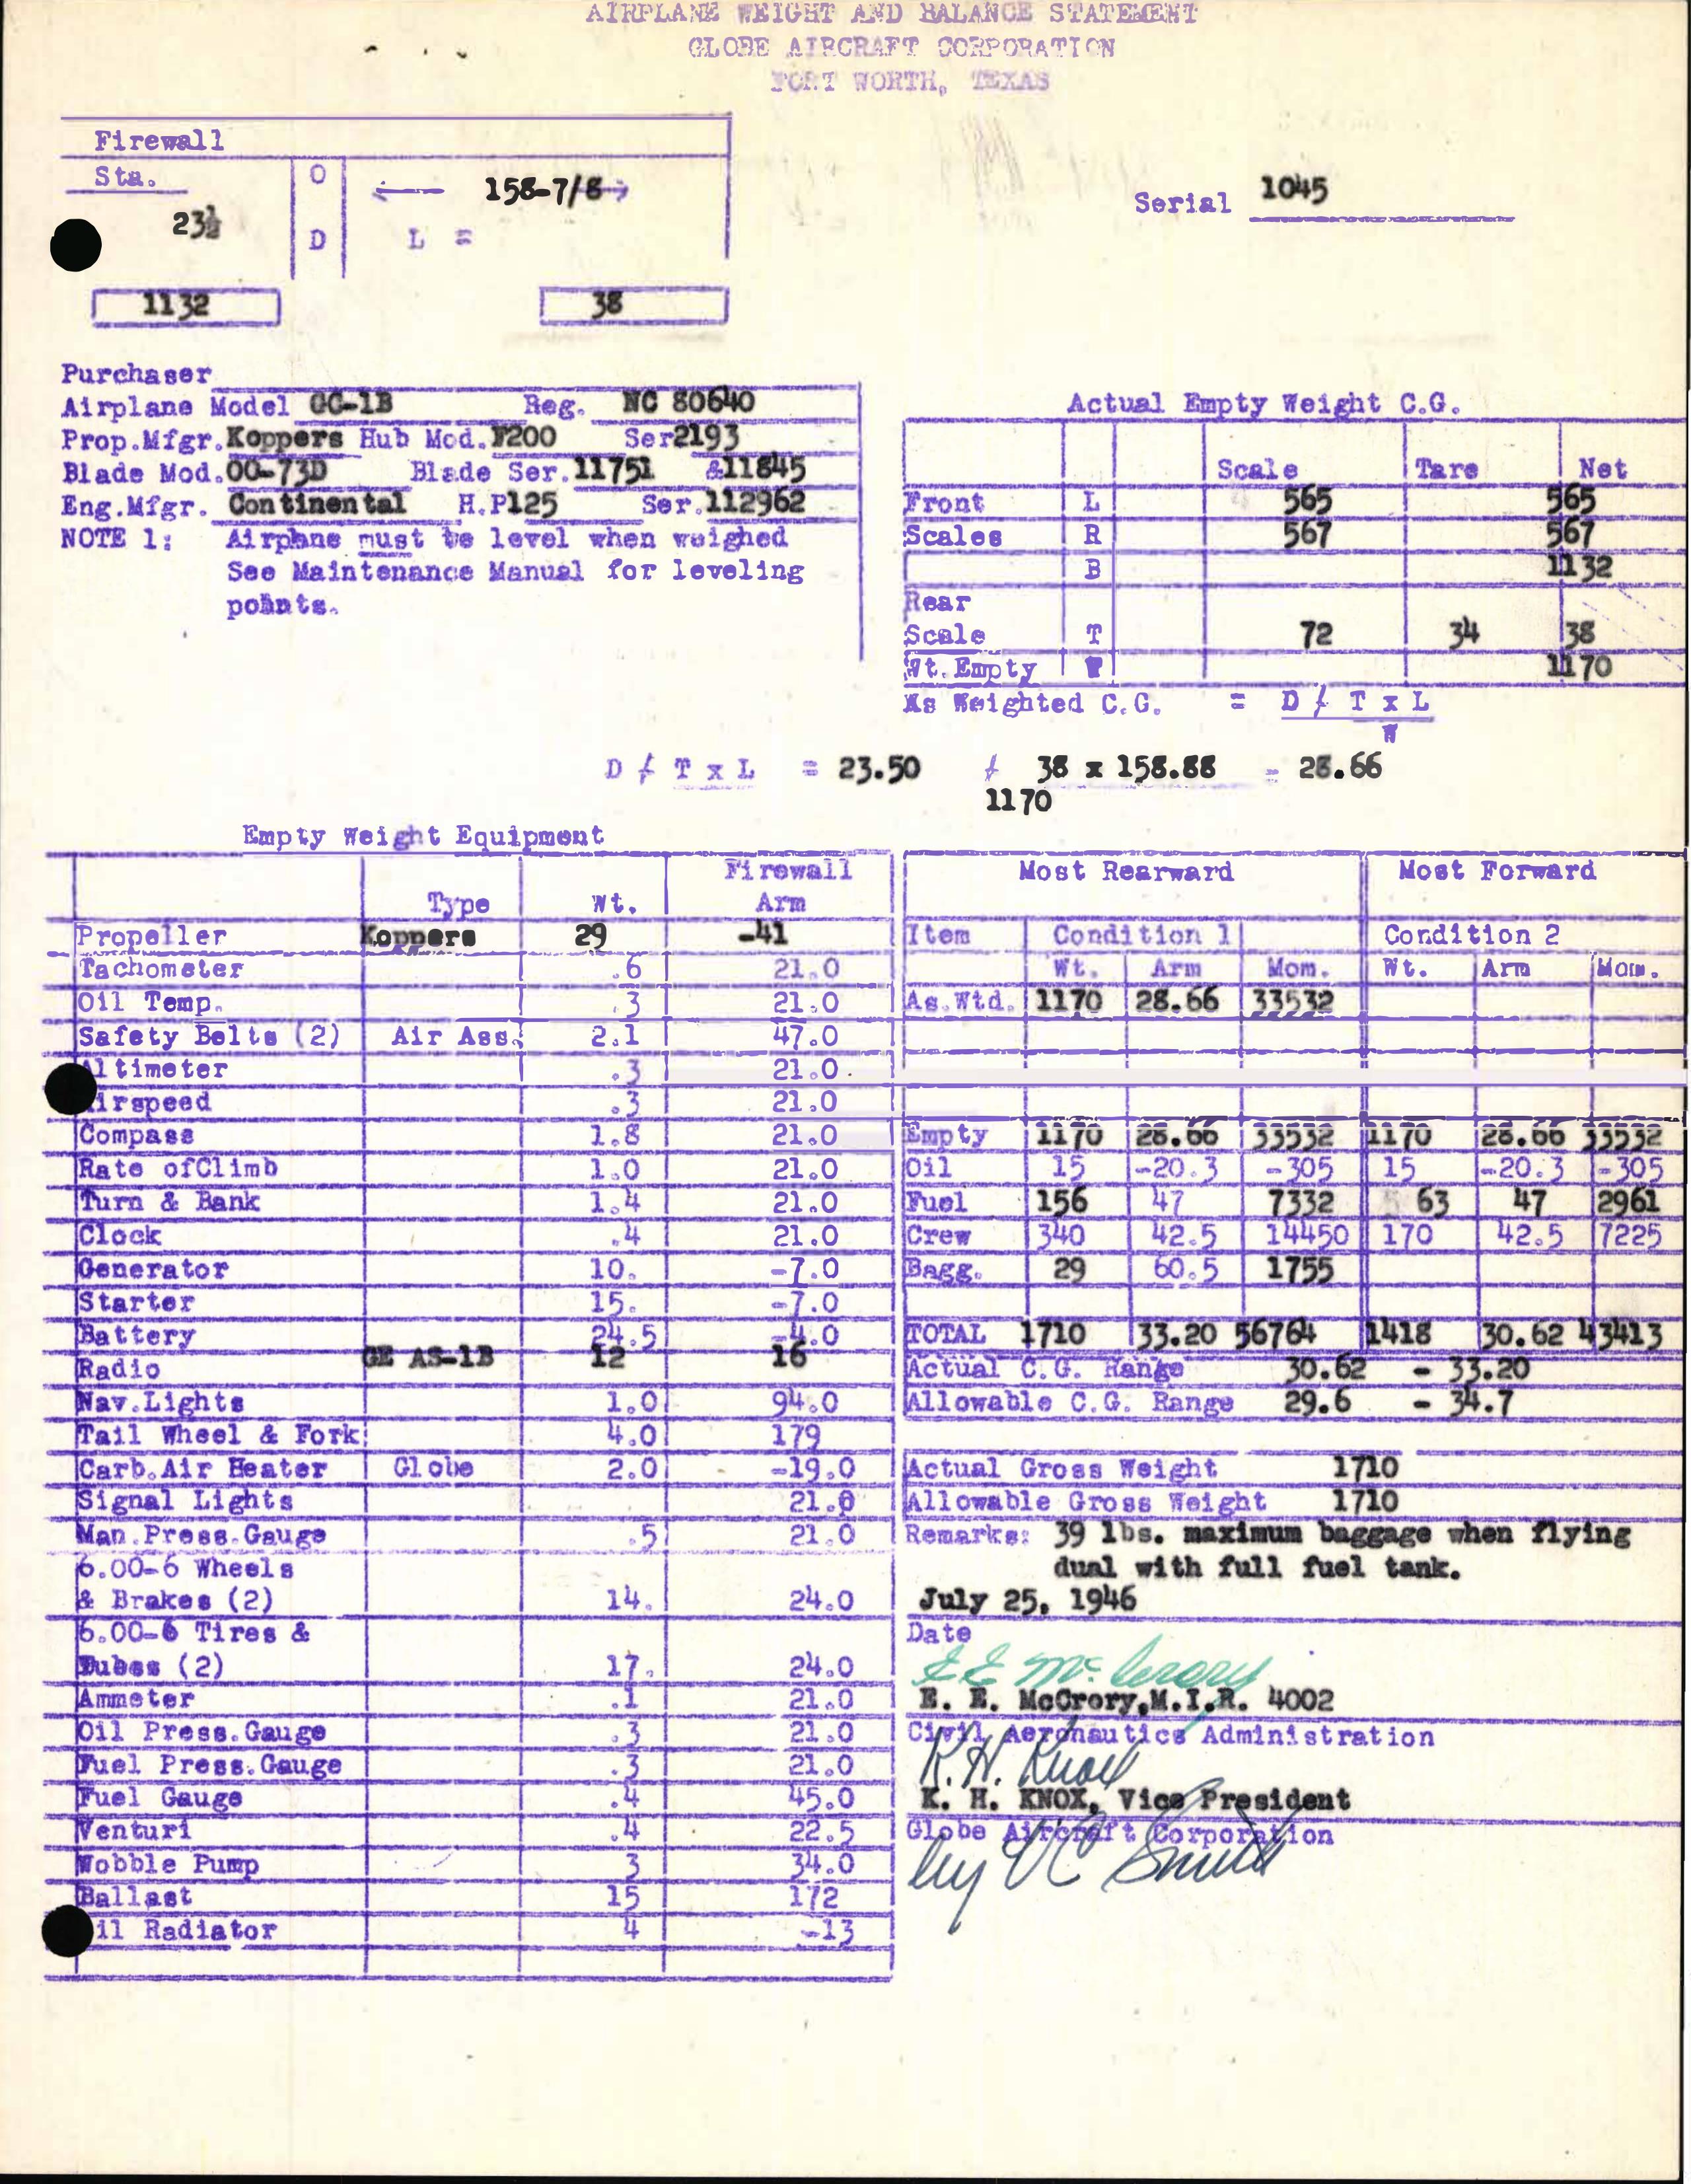 AIRPLANE WEIGHT AND BALANCE STATEMENT
GLOBE AIRCRAFT CORPORATION
FORT WORTH, TEXAS
Firewall
Sta. O 158-7/8
23½ D L =
Serial 1045
1132 38
Purchaser
Airplane Model GC-1B Reg. NC 80640
Prop.Mfgr. Koppers Hub Mod. F200 Ser 2193
Blade Mod. 00-73D Blade Ser. 11751 &11845
Eng.Mfgr. Continental H.P 125 Ser. 112962
NOTE 1: Airplane must be level when weighed
See Maintenance Manual for leveling
points.
Actual Empty Weight C.G.
Scale Tare Net
Front L 565 565
Scales R 567 567
B 1132
Rear
Scale T 72 34 38
Wt. Empty W 1170
As Weighted C.G. = D / T x L
W
D / T x L = 23.50 / 38 x 158.88 = 28.66
1170
Empty Weight Equipment
Type Wt. Firewall Arm
Propeller Koppers 29 -41
Tachometer .6 21.0
Oil Temp. .3 21.0
Safety Belts (2) Air Ass. 2.1 47.0
Altimeter .3 21.0
Airspeed .3 21.0
Compass 1.8 21.0
Rate ofClimb 1.0 21.0
Turn & Bank 1.4 21.0
Clock .4 21.0
Generator 10. -7.0
Starter 15. -7.0
Battery 24.5 -4.0
Radio GE AS-1B 12 16
Nav.Lights 1.0 94.0
Tail Wheel & Fork 4.0 179
Carb.Air Heater Globe 2.0 -19.0
Signal Lights 21.0
Man.Press.Gauge .5 21.0
6.00-6 Wheels
& Brakes (2) 14. 24.0
6.00-6 Tires &
Tubes (2) 17. 24.0
Ammeter .1 21.0
Oil Press.Gauge .3 21.0
Fuel Press.Gauge .3 21.0
Fuel Gauge .4 45.0
Venturi .4 22.5
Wobble Pump 3 34.0
Ballast 15 172
il Radiator 4 -13
Most Rearward Most Forward
Item Condition 1 Condition 2
Wt. Arm Mom. Wt. Arm Mom.
As.Wtd. 1170 28.66 33532
Empty 1170 28.66 33532 1170 28.66 33532
Oil 15 -20.3 -305 15 -20.3 -305
Fuel 156 47 7332 63 47 2961
Crew 340 42.5 14450 170 42.5 7225
Bagg. 29 60.5 1755
TOTAL 1710 33.20 56764 1418 30.62 43413
Actual C.G. Range 30.62 - 33.20
Allowable C.G. Range 29.6 - 34.7
Actual Gross Weight 1710
Allowable Gross Weight 1710
Remarks: 39 lbs. maximum baggage when flying
dual with full fuel tank.
July 25, 1946
Date
E E McCrory
E. E. McCrory,M.I.R. 4002
Civil Aeronautics Administration
K. H. Knox
K. H. KNOX, Vice President
Globe Aircraft Corporation
by VC Smith